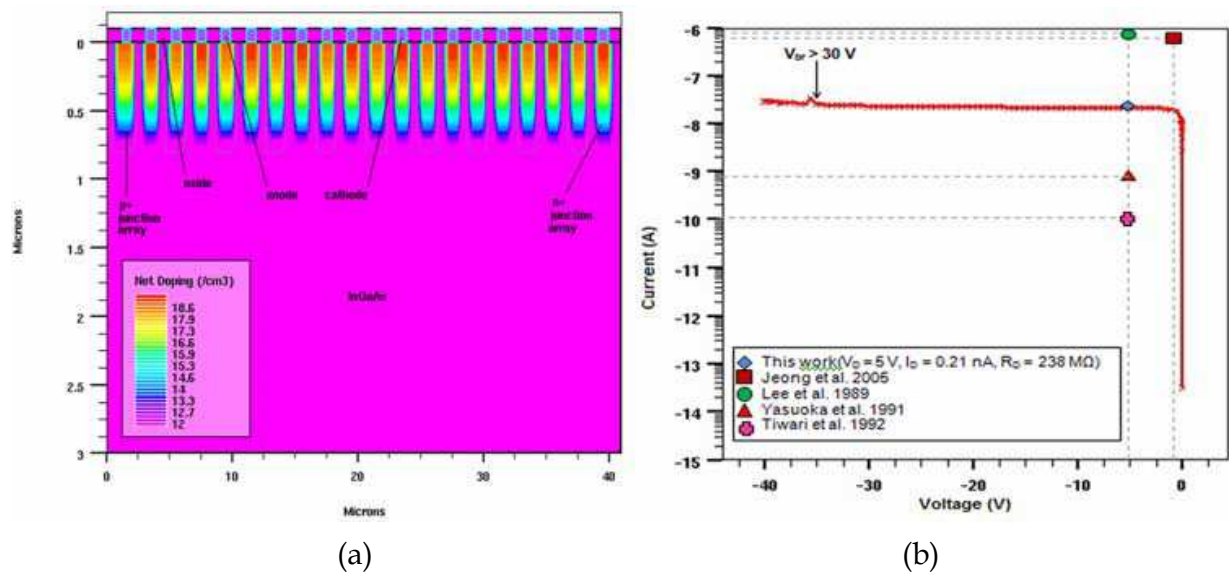 0
0.5
1
1.5
2
2.5
3
Microns
oxide
anode
cathode
p+
junction
array
n+
junction
array
InGaAs
Net Doping (/cm3)
18.6
17.9
17.3
16.6
15.9
15.3
14.6
14
13.3
12.7
12
0
10
20
30
40
Microns
(a)
-6
-7
-8
-9
-10
-11
-12
-13
-14
-15
Current (A)
Vbr > 30 V
This work(VD = 5 V, ID = 0.21 nA, RD = 238 MΩ)
Jeong et al. 2005
Lee et al. 1989
Yasuoka et al. 1991
Tiwari et al. 1992
-40
-30
-20
-10
0
Voltage (V)
(b)